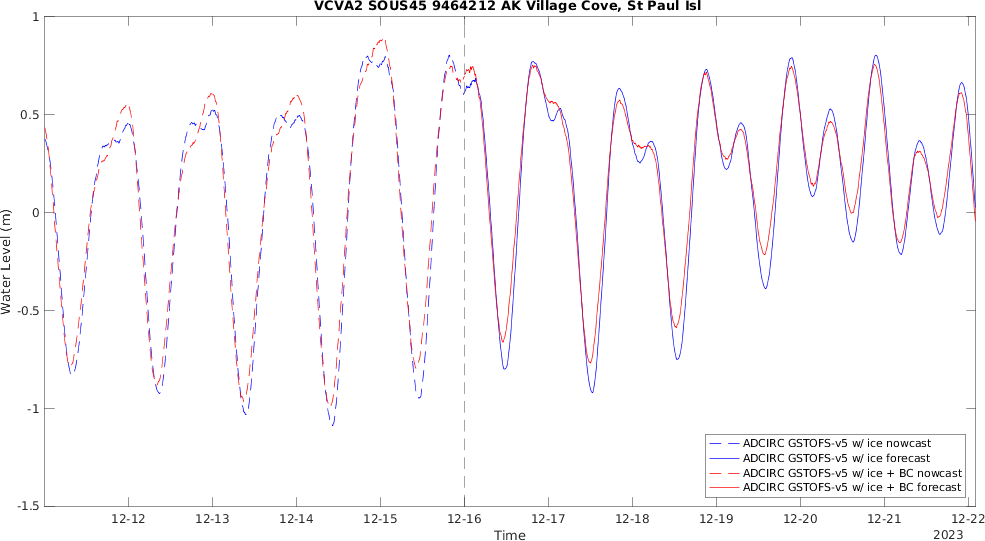 VCVA2 SOUS45 9464212 AK Village Cove, St Paul Isl
1
0.5
0
-0.5
-1
-1.5
Water Level (m)
12-12 12-13 12-14 12-15 12-16 12-17 12-18 12-19 12-20 12-21 12-22
Time
2023
ADCIRC GSTOFS-v5 w/ ice nowcast
ADCIRC GSTOFS-v5 w/ ice forecast
ADCIRC GSTOFS-v5 w/ ice + BC nowcast
ADCIRC GSTOFS-v5 w/ ice + BC forecast